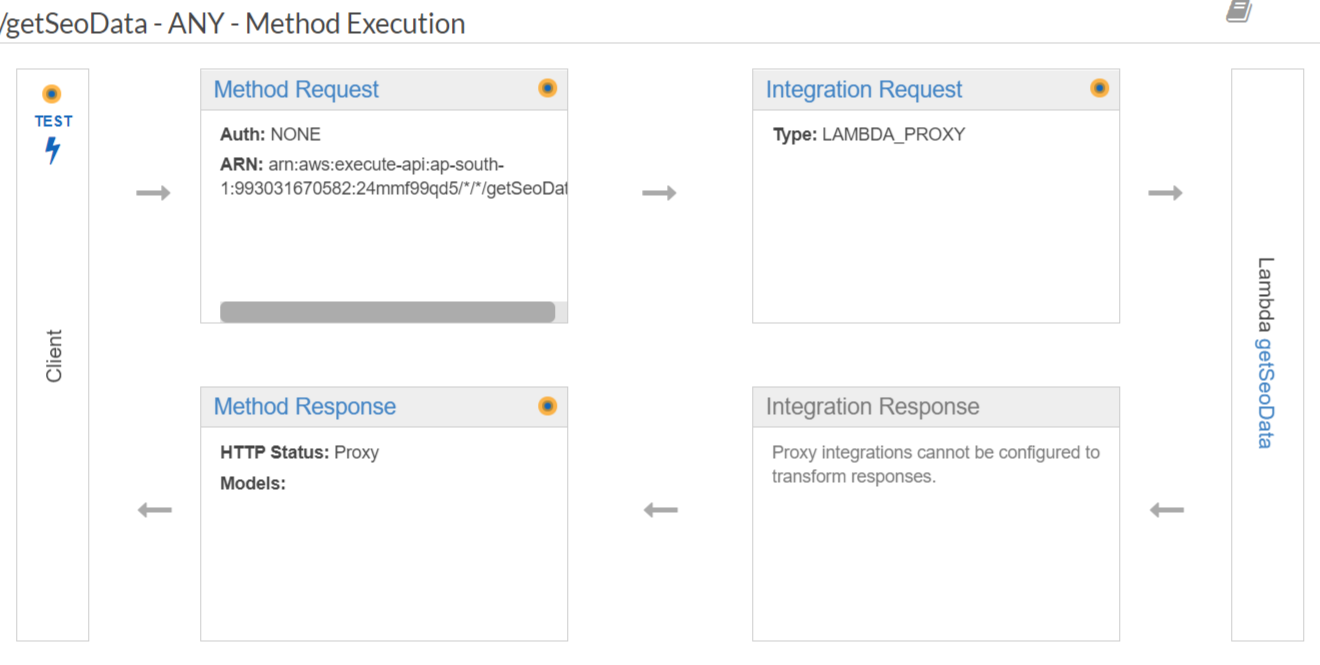 /getSeoData - ANY - Method Execution
TEST
Client
Method Request
Auth: NONE
ARN: arn:aws:execute-api:ap-south-
1:993031670582:24mmf99qd5/*/*/getSeoDat
Integration Request
Type: LAMBDA_PROXY
Lambda getSeoData
Method Response
HTTP Status: Proxy
Models:
Integration Response
Proxy integrations cannot be configured to
transform responses.